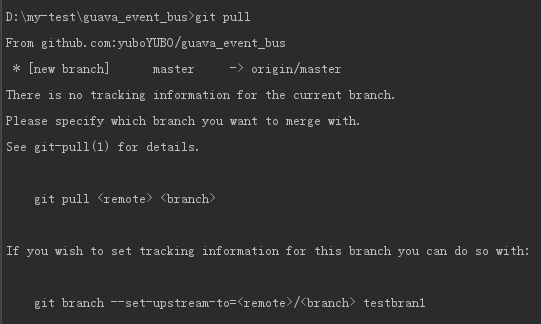 D:\my-test\guava_event_bus>git pull
From github.com:yuboYUBO/guava_event_bus
 * [new branch]      master     -> origin/master
There is no tracking information for the current branch.
Please specify which branch you want to merge with.
See git-pull(1) for details.
    git pull <remote> <branch>
If you wish to set tracking information for this branch you can do so with:
    git branch --set-upstream-to=<remote>/<branch> testbran1